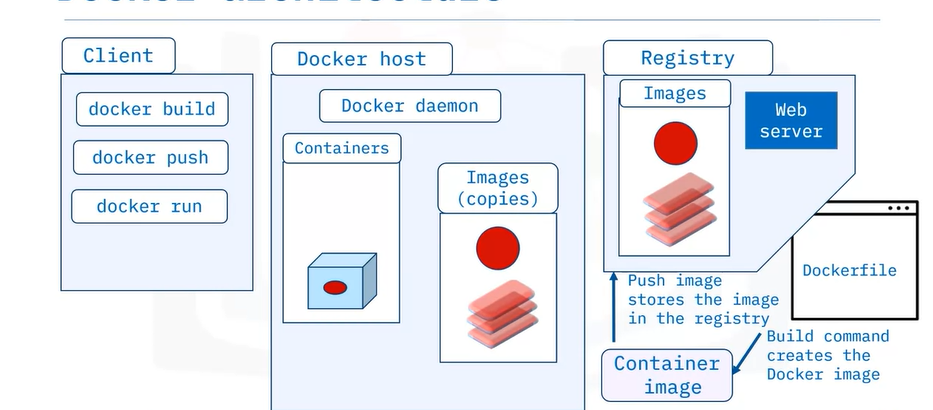 Client
docker build
docker push
docker run
Docker host
Docker daemon
Containers
Images
(copies)
Registry
Images
Web
server
Dockerfile
Push image
stores the image
in the registry
Build command
creates the
Docker image
Container
image